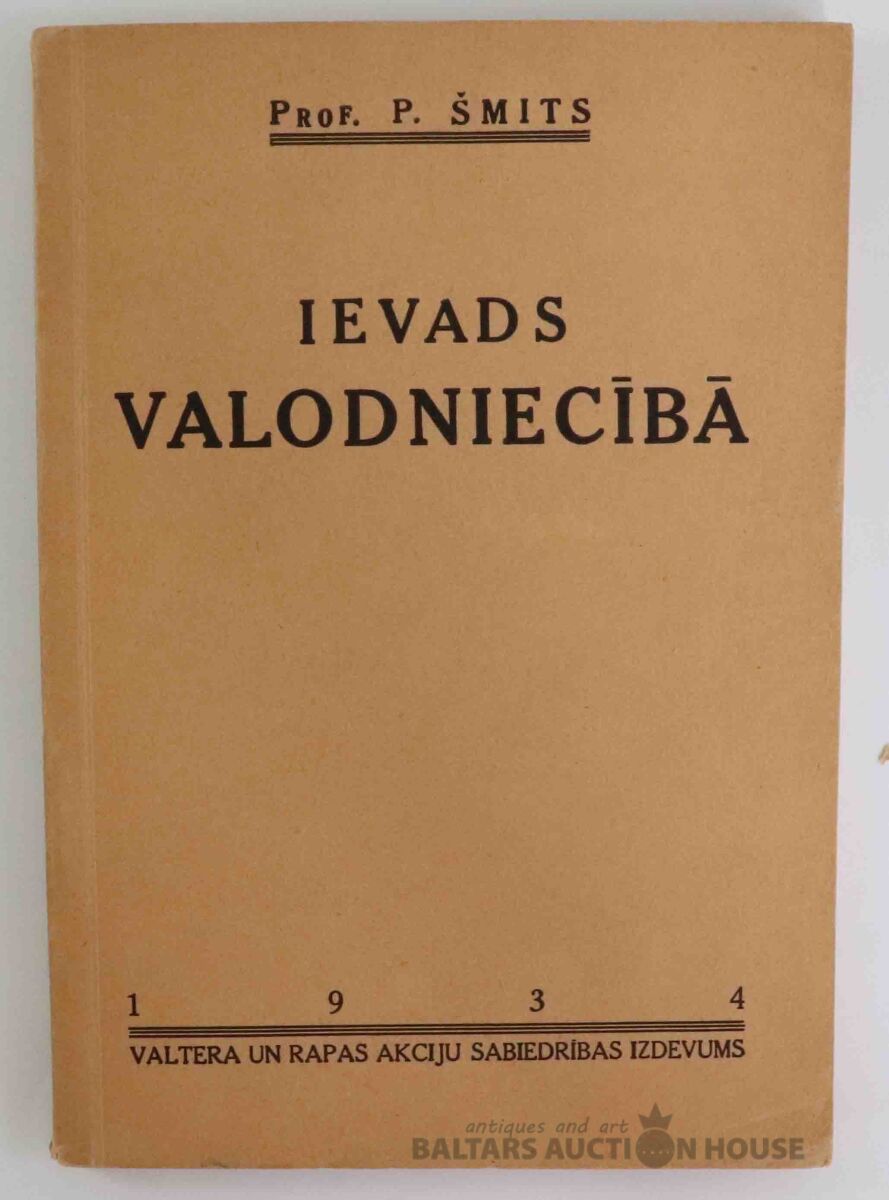 PROF. P. ŠMITS
IEVADS
VALODNIECĪBĀ
1 9 3 4
VALTERA UN RAPAS AKCIJU SABIEDRĪBAS IZDEVUMS
antiques and art
BALTARS AUCTION HOUSE